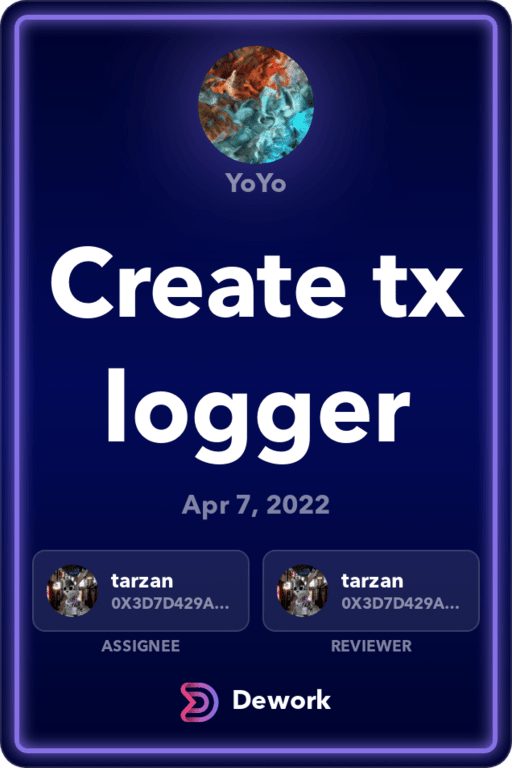 YoYo
Create tx
logger
Apr 7, 2022
tarzan
0X3D7D429A...
ASSIGNEE
tarzan
0X3D7D429A...
REVIEWER
Dework